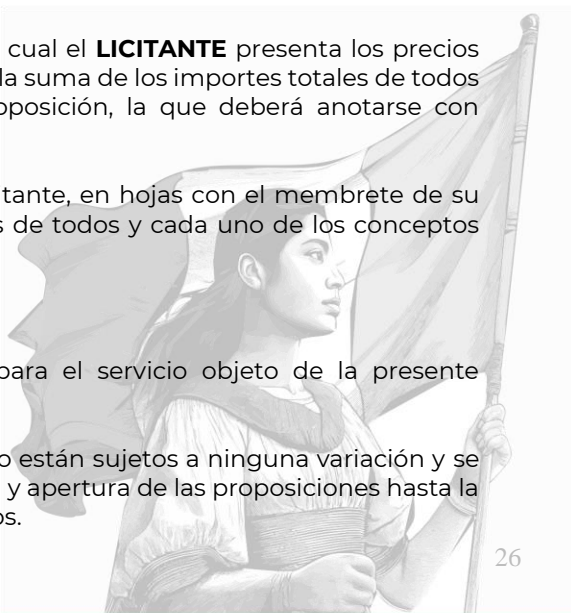 cual el LICITANTE presenta los precios
la suma de los importes totales de todos
oposición, la que deberá anotarse con
tante, en hojas con el membrete de su
s de todos y cada uno de los conceptos
para el servicio objeto de la presente
o están sujetos a ninguna variación y se
y apertura de las proposiciones hasta la
os.
26